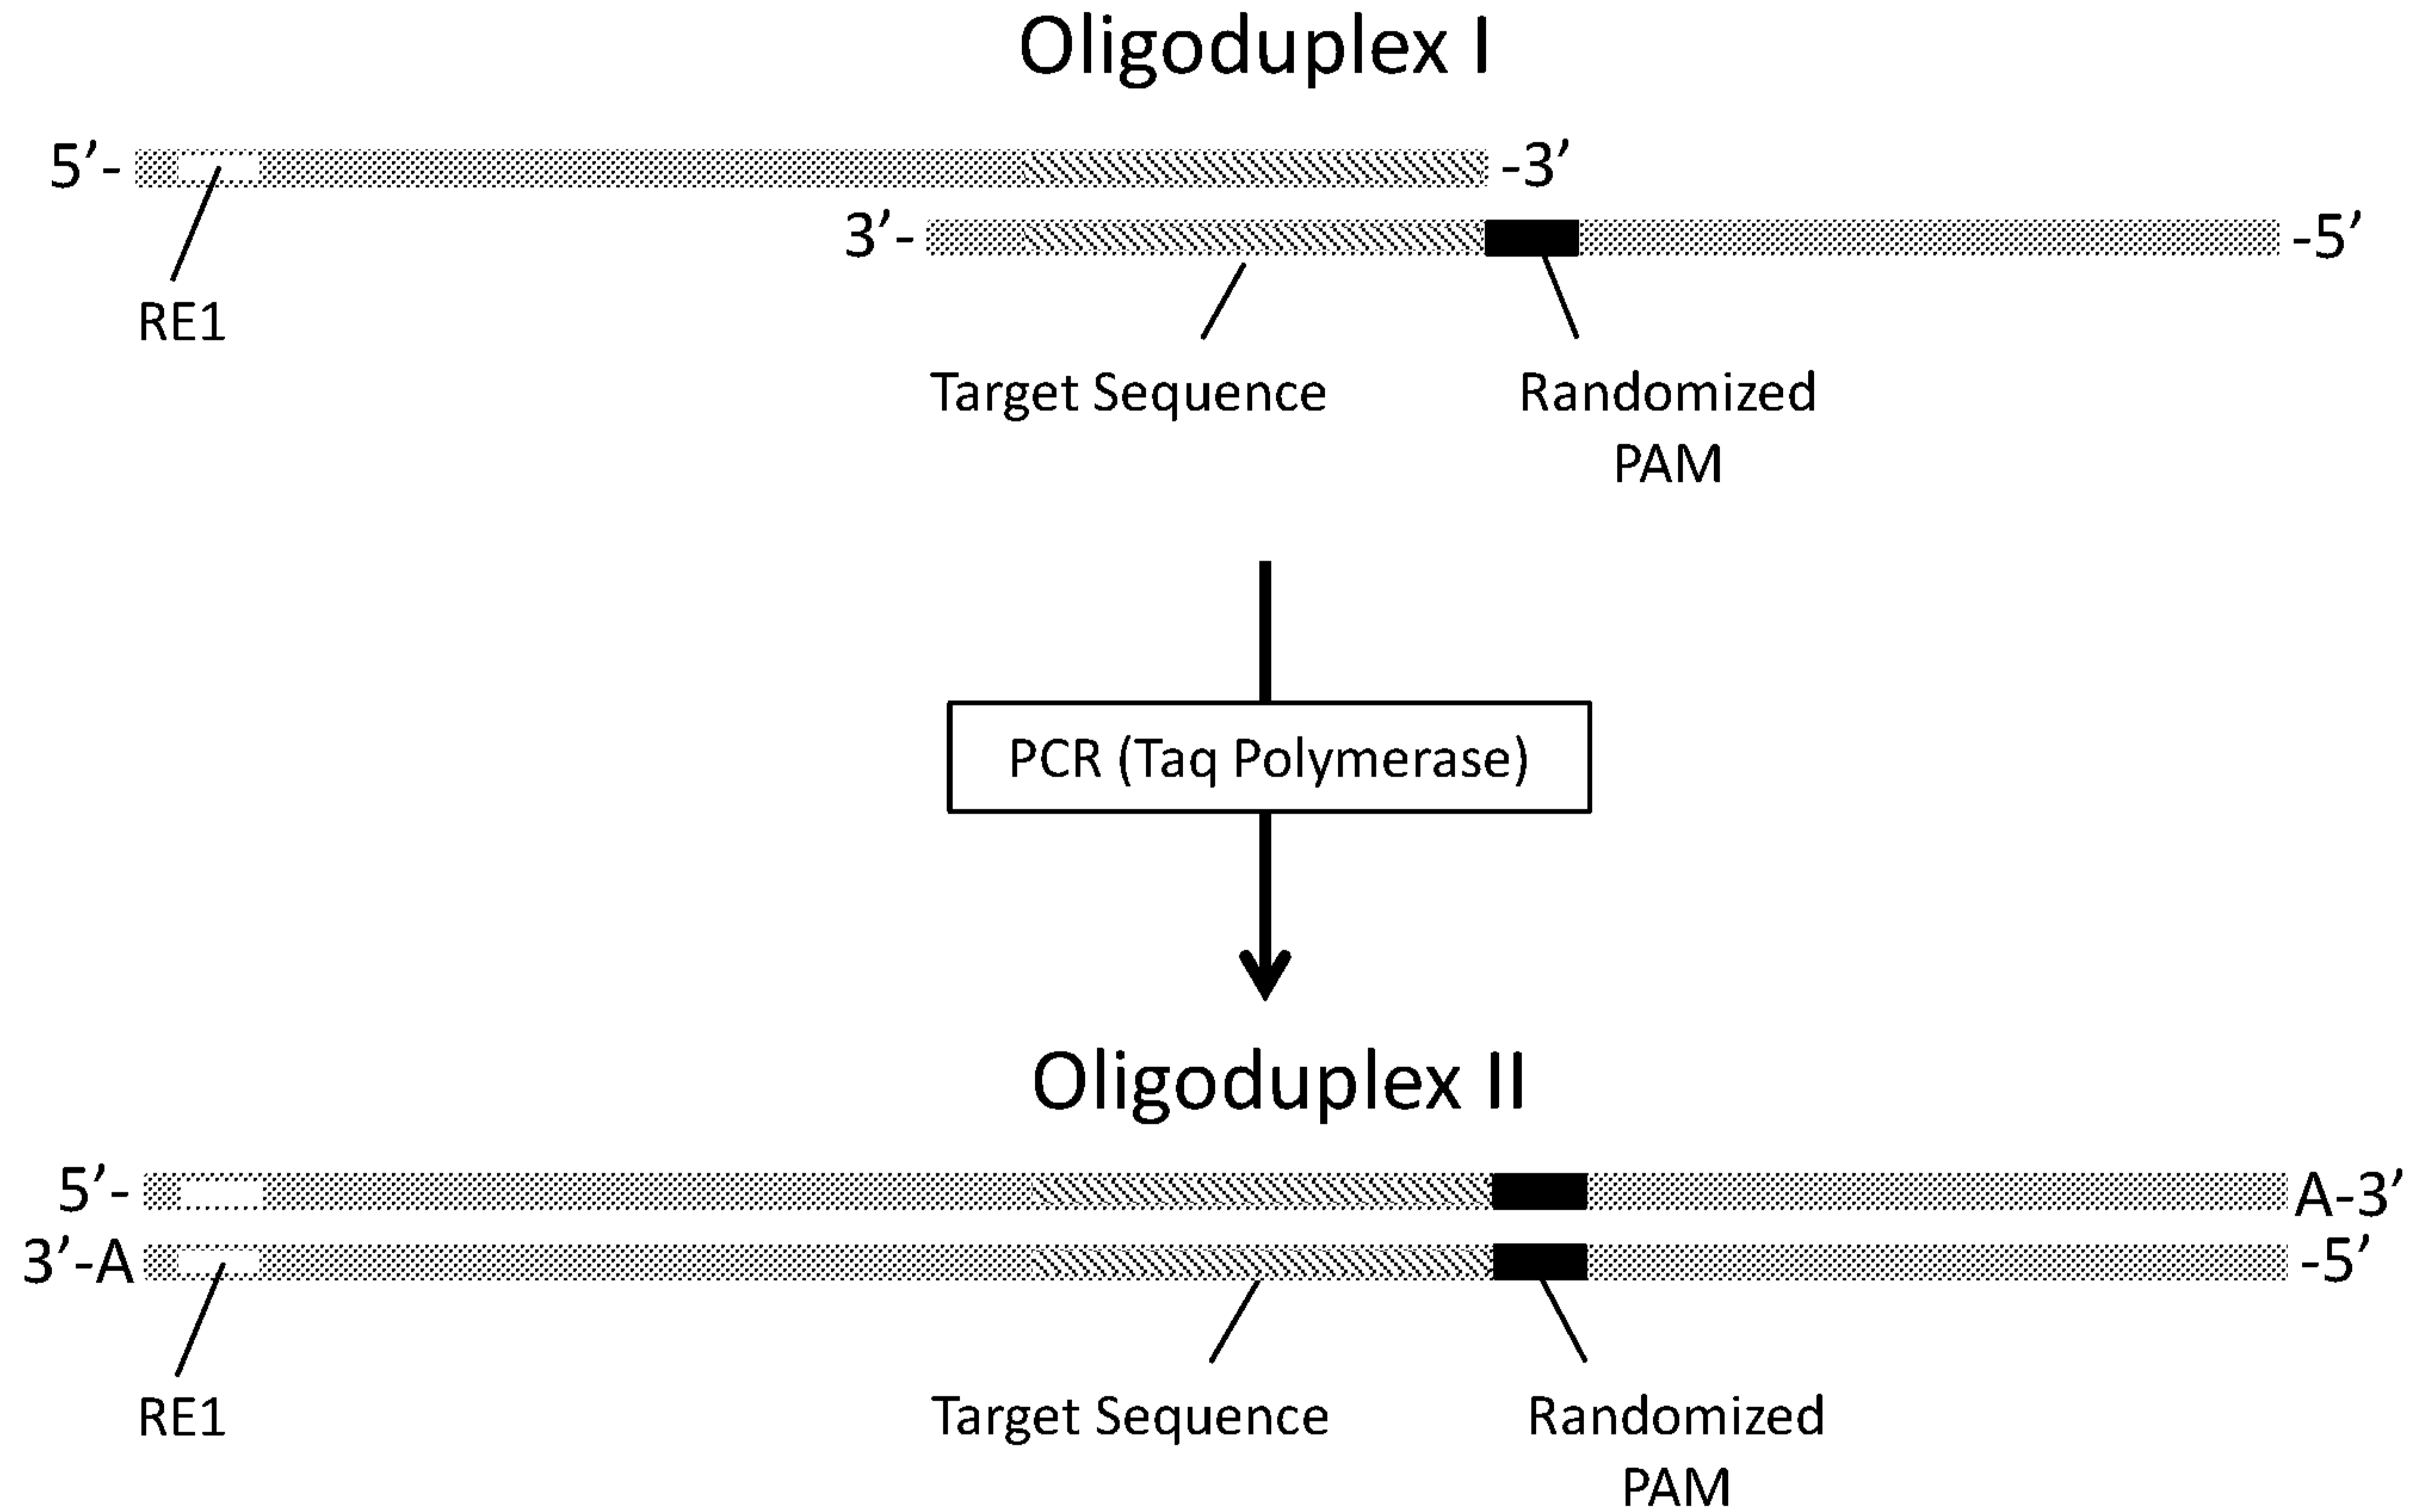 Oligoduplex I
5’- -3’
3’- -5’
RE1
Target Sequence Randomized
PAM
PCR (Taq Polymerase)
Oligoduplex II
5’- A-3’
3’-A -5’
RE1 Target Sequence Randomized
PAM